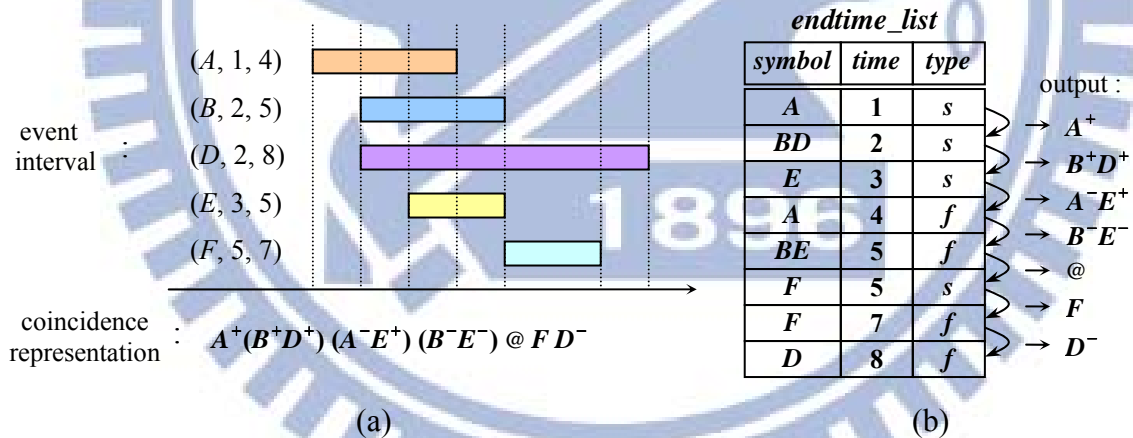 (A, 1, 4)
(B, 2, 5)
event
interval
:
(D, 2, 8)
(E, 3, 5)
(F, 5, 7)
coincidence
representation
:
A⁺(B⁺D⁺) (A⁻E⁺) (B⁻E⁻) @ F D⁻
(a)
endtime_list
symbol time type
A 1 s
BD 2 s
E 3 s
A 4 f
BE 5 f
F 5 s
F 7 f
D 8 f
output :
A⁺
B⁺D⁺
A⁻E⁺
B⁻E⁻
@
F
D⁻
(b)
1896